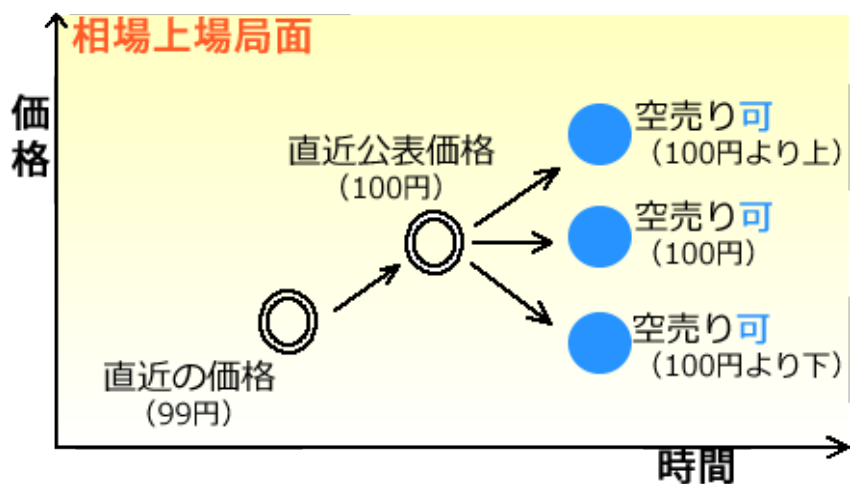 相場上場局面
価格
直近公表価格
（100円）
直近の価格
（99円）
空売り可
（100円より上）
空売り可
（100円）
空売り可
（100円より下）
時間